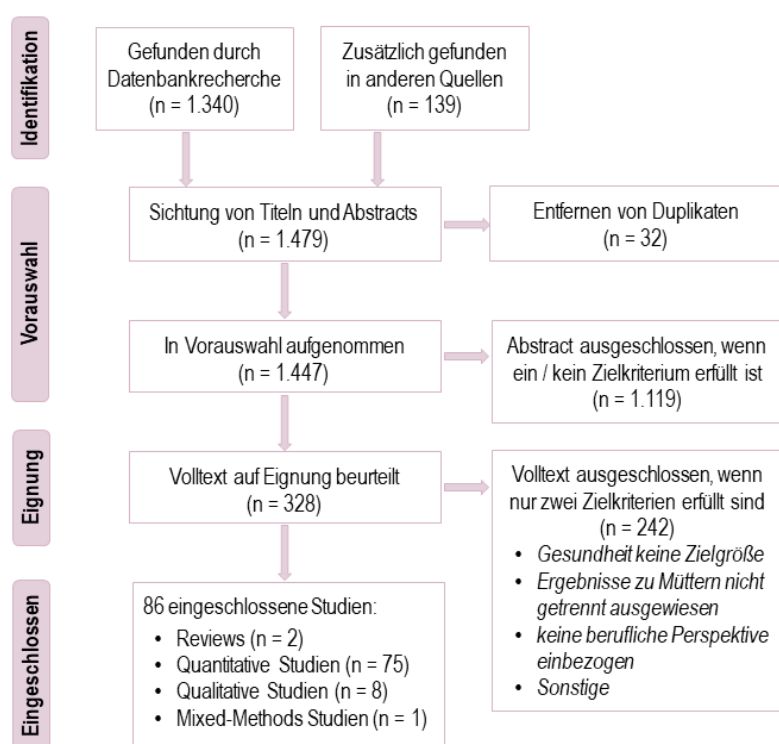 Identifikation
Gefunden durch
Datenbankrecherche
(n = 1.340)
Zusätzlich gefunden
in anderen Quellen
(n = 139)
Vorauswahl
Sichtung von Titeln und Abstracts
(n = 1.479)
Entfernen von Duplikaten
(n = 32)
In Vorauswahl aufgenommen
(n = 1.447)
Abstract ausgeschlossen, wenn
ein / kein Zielkriterium erfüllt ist
(n = 1.119)
Eignung
Volltext auf Eignung beurteilt
(n = 328)
Volltext ausgeschlossen, wenn
nur zwei Zielkriterien erfüllt sind
(n = 242)
• Gesundheit keine Zielgröße
• Ergebnisse zu Müttern nicht
getrennt ausgewiesen
• keine berufliche Perspektive
einbezogen
• Sonstige
Eingeschlossen
86 eingeschlossene Studien:
• Reviews (n = 2)
• Quantitative Studien (n = 75)
• Qualitative Studien (n = 8)
• Mixed-Methods Studien (n = 1)